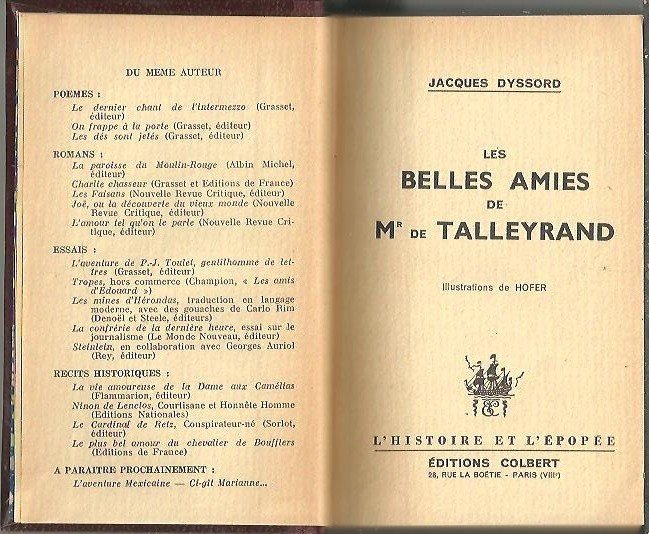 DU MEME AUTEUR
POEMES :
Le dernier chant de l'intermezzo (Grasset,
éditeur)
On frappe à la porte (Grasset, éditeur)
Les dés sont jetés (Grasset, éditeur)
ROMANS :
La paroisse du Moulin-Rouge (Albin Michel,
éditeur)
Charlie chasseur (Grasset et Editions de France)
Les Faisans (Nouvelle Revue Critique, éditeur)
Joë, ou la découverte du vieux monde (Nouvelle
Revue Critique, éditeur)
L'amour tel qu'on le parle (Nouvelle Revue Cri-
tique, éditeur)
ESSAIS :
L'aventure de P.-J. Toulet, gentilhomme de let-
tres (Grasset, éditeur)
Tropes, hors commerce (Champion, « Les amis
d'Edouard »)
Les mines d'Hérondas, traduction en langage
moderne, avec des gouaches de Carlo Rim
(Denoël et Steele, éditeurs)
La confrérie de la dernière heure, essai sur le
journalisme (Le Monde Nouveau, éditeur)
Steinlein, en collaboration avec Georges Auriol
(Rey, éditeur)
RECITS HISTORIQUES :
La vie amoureuse de la Dame aux Camélias
(Flammarion, éditeur)
Ninon de Lenclos, Courtisane et Honnête Homme
(Editions Nationales)
Le Cardinal de Retz, Conspirateur-né (Sorlot,
éditeur)
Le plus bel amour du chevalier de Boufflers
(Editions de France)
A PARAITRE PROCHAINEMENT :
L'aventure Mexicaine — Ci-gît Marianne...
JACQUES DYSSORD
LES
BELLES AMIES
DE
MR DE TALLEYRAND
Illustrations de HOFER
L'HISTOIRE ET L'ÉPOPÉE
ÉDITIONS COLBERT
28, RUE LA BOÉTIE - PARIS (VIIIe)